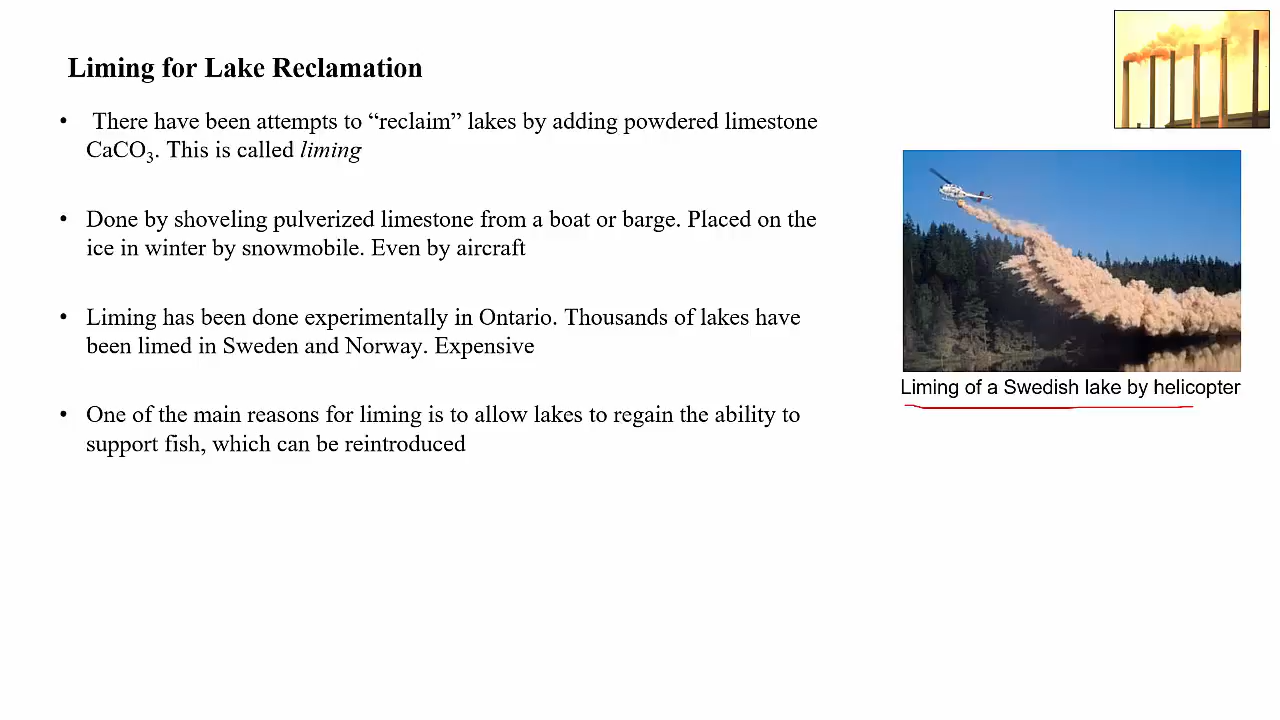 Liming for Lake Reclamation
• There have been attempts to “reclaim” lakes by adding powdered limestone
CaCO₃. This is called liming
• Done by shoveling pulverized limestone from a boat or barge. Placed on the
ice in winter by snowmobile. Even by aircraft
• Liming has been done experimentally in Ontario. Thousands of lakes have
been limed in Sweden and Norway. Expensive
• One of the main reasons for liming is to allow lakes to regain the ability to
support fish, which can be reintroduced
Liming of a Swedish lake by helicopter